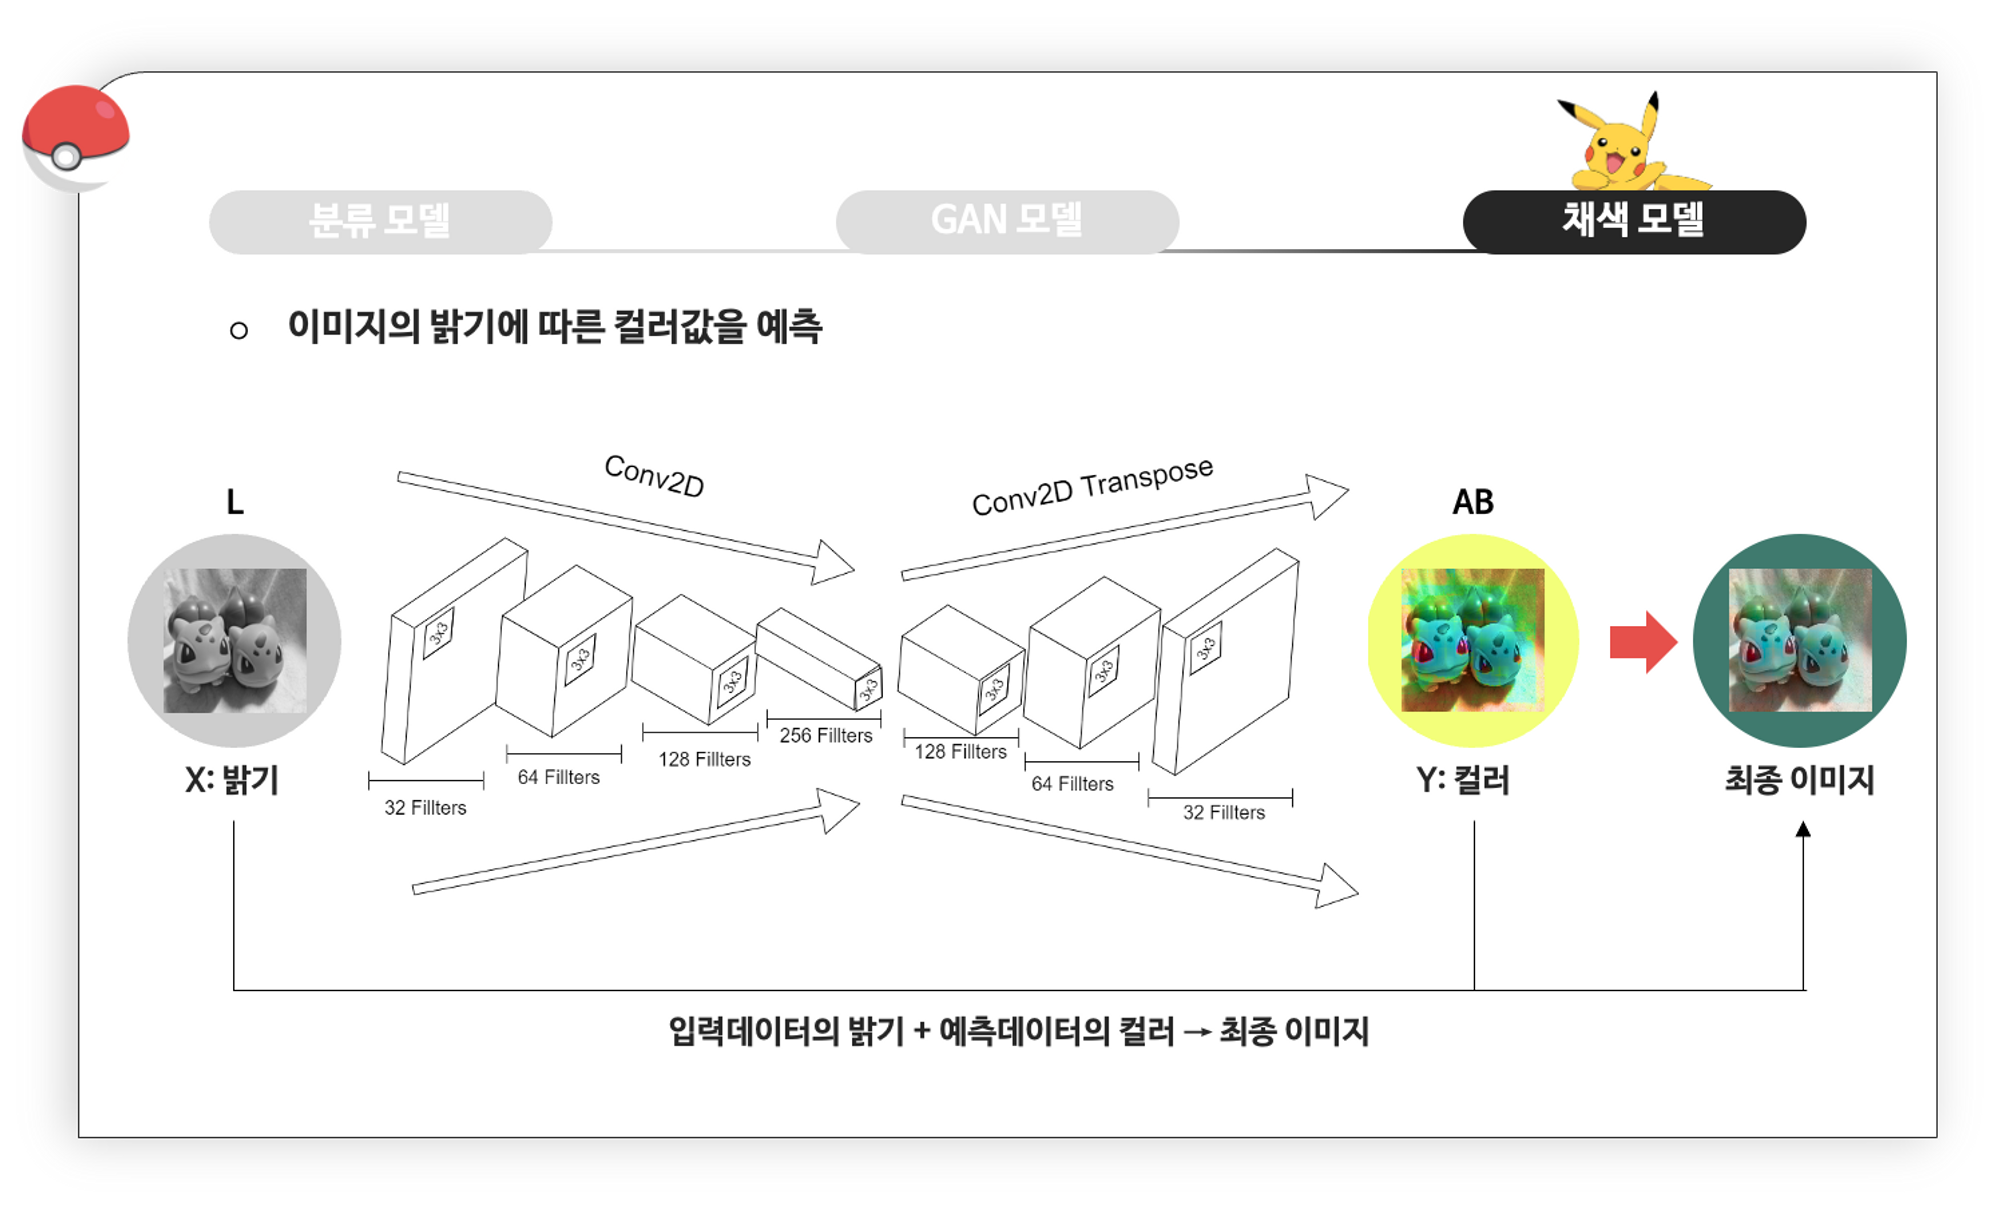 분류 모델
GAN 모델
채색 모델
이미지의 밝기에 따른 컬러값을 예측
Conv2D
Conv2D Transpose
L
AB
3x3
3x3
3x3
3x3
3x3
3x3
3x3
32 Fillters
64 Fillters
128 Fillters
256 Fillters
128 Fillters
64 Fillters
32 Fillters
X: 밝기
Y: 컬러
최종 이미지
입력데이터의 밝기 + 예측데이터의 컬러 → 최종 이미지